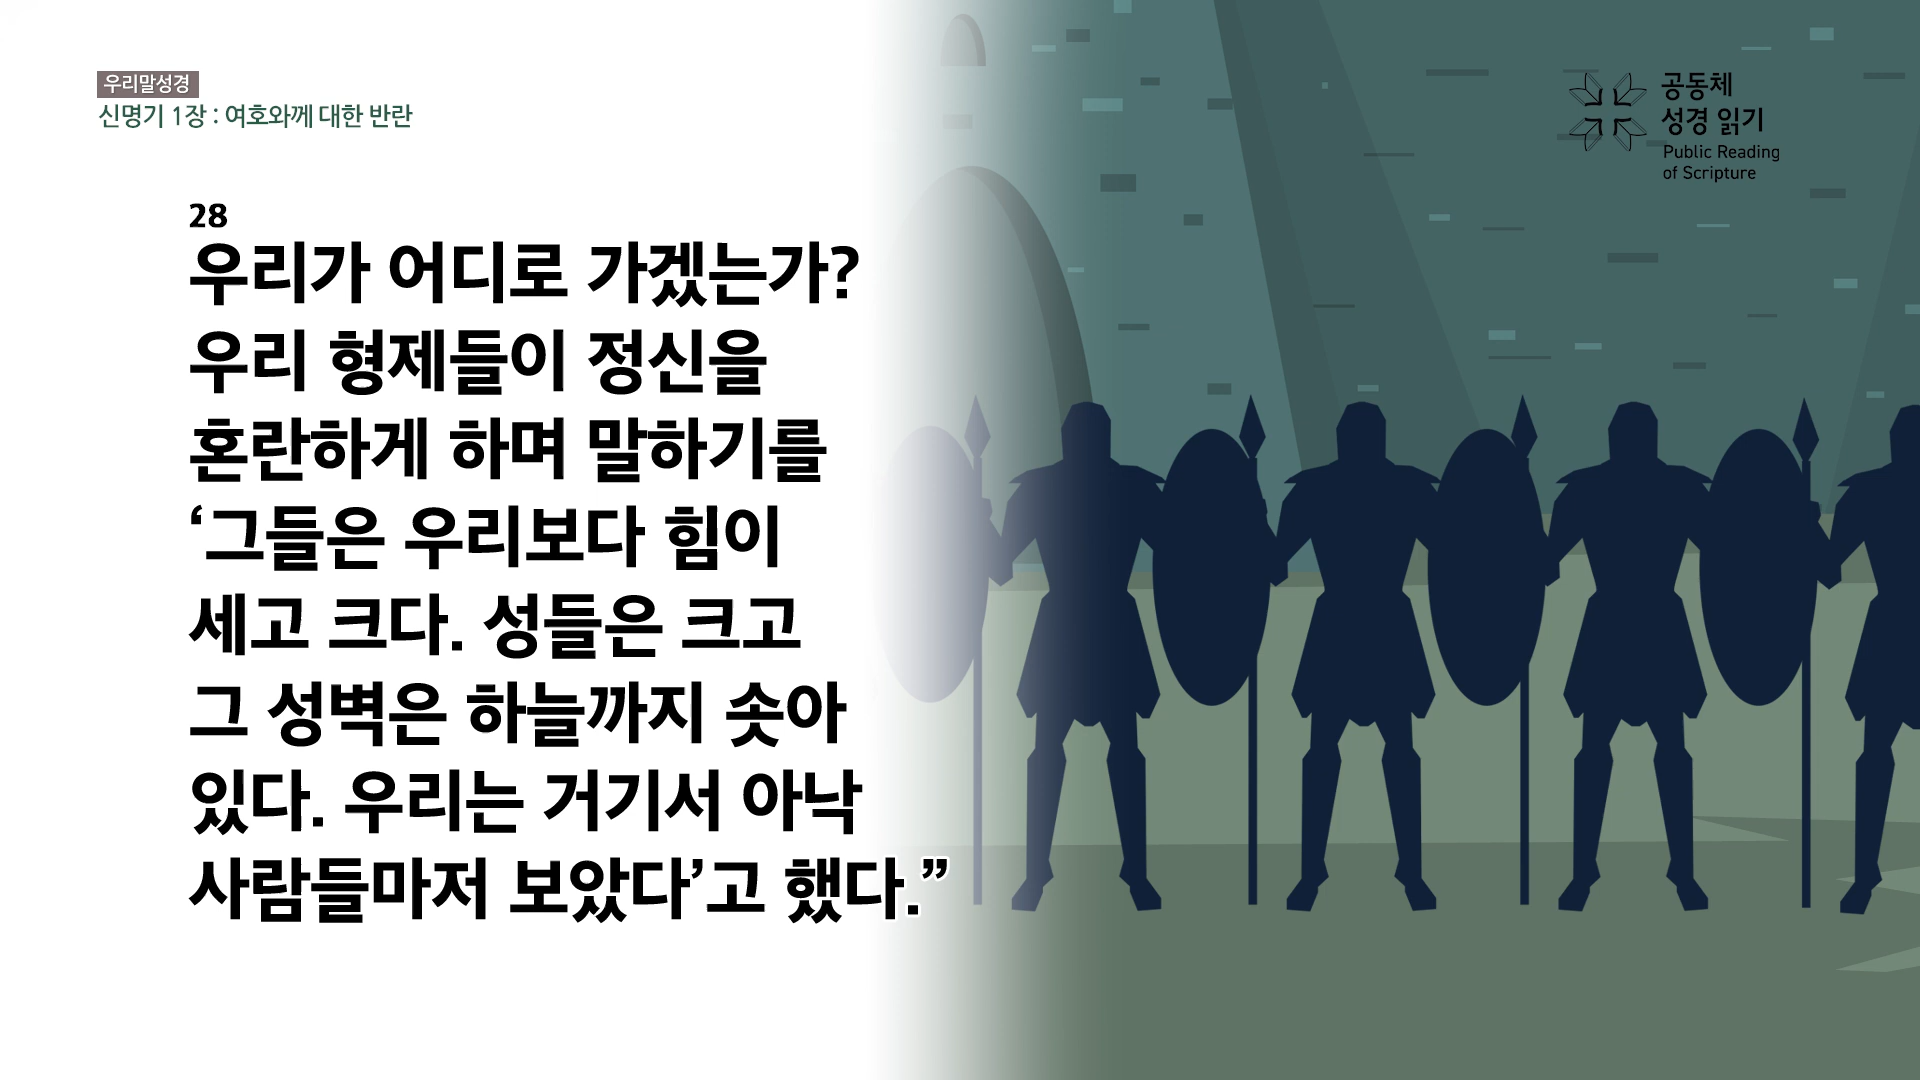 우리말성경
신명기 1장 : 여호와께 대한 반란
공동체
성경 읽기
Public Reading
of Scripture
28
우리가 어디로 가겠는가?
우리 형제들이 정신을
혼란하게 하며 말하기를
‘그들은 우리보다 힘이
세고 크다. 성들은 크고
그 성벽은 하늘까지 솟아
있다. 우리는 거기서 아낙
사람들마저 보았다’고 했다.”